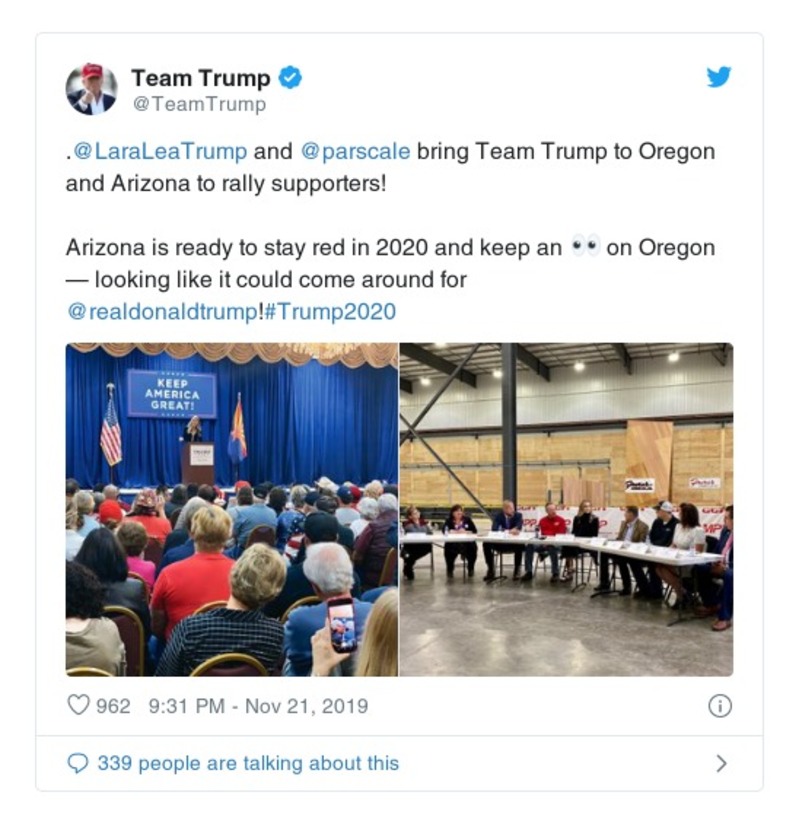 Team Trump
@TeamTrump
.@LaraLeaTrump and @parscale bring Team Trump to Oregon
and Arizona to rally supporters!
Arizona is ready to stay red in 2020 and keep an 👀 on Oregon
— looking like it could come around for
@realdonaldtrump!#Trump2020
KEEP
AMERICA
GREAT!
962 9:31 PM - Nov 21, 2019
339 people are talking about this